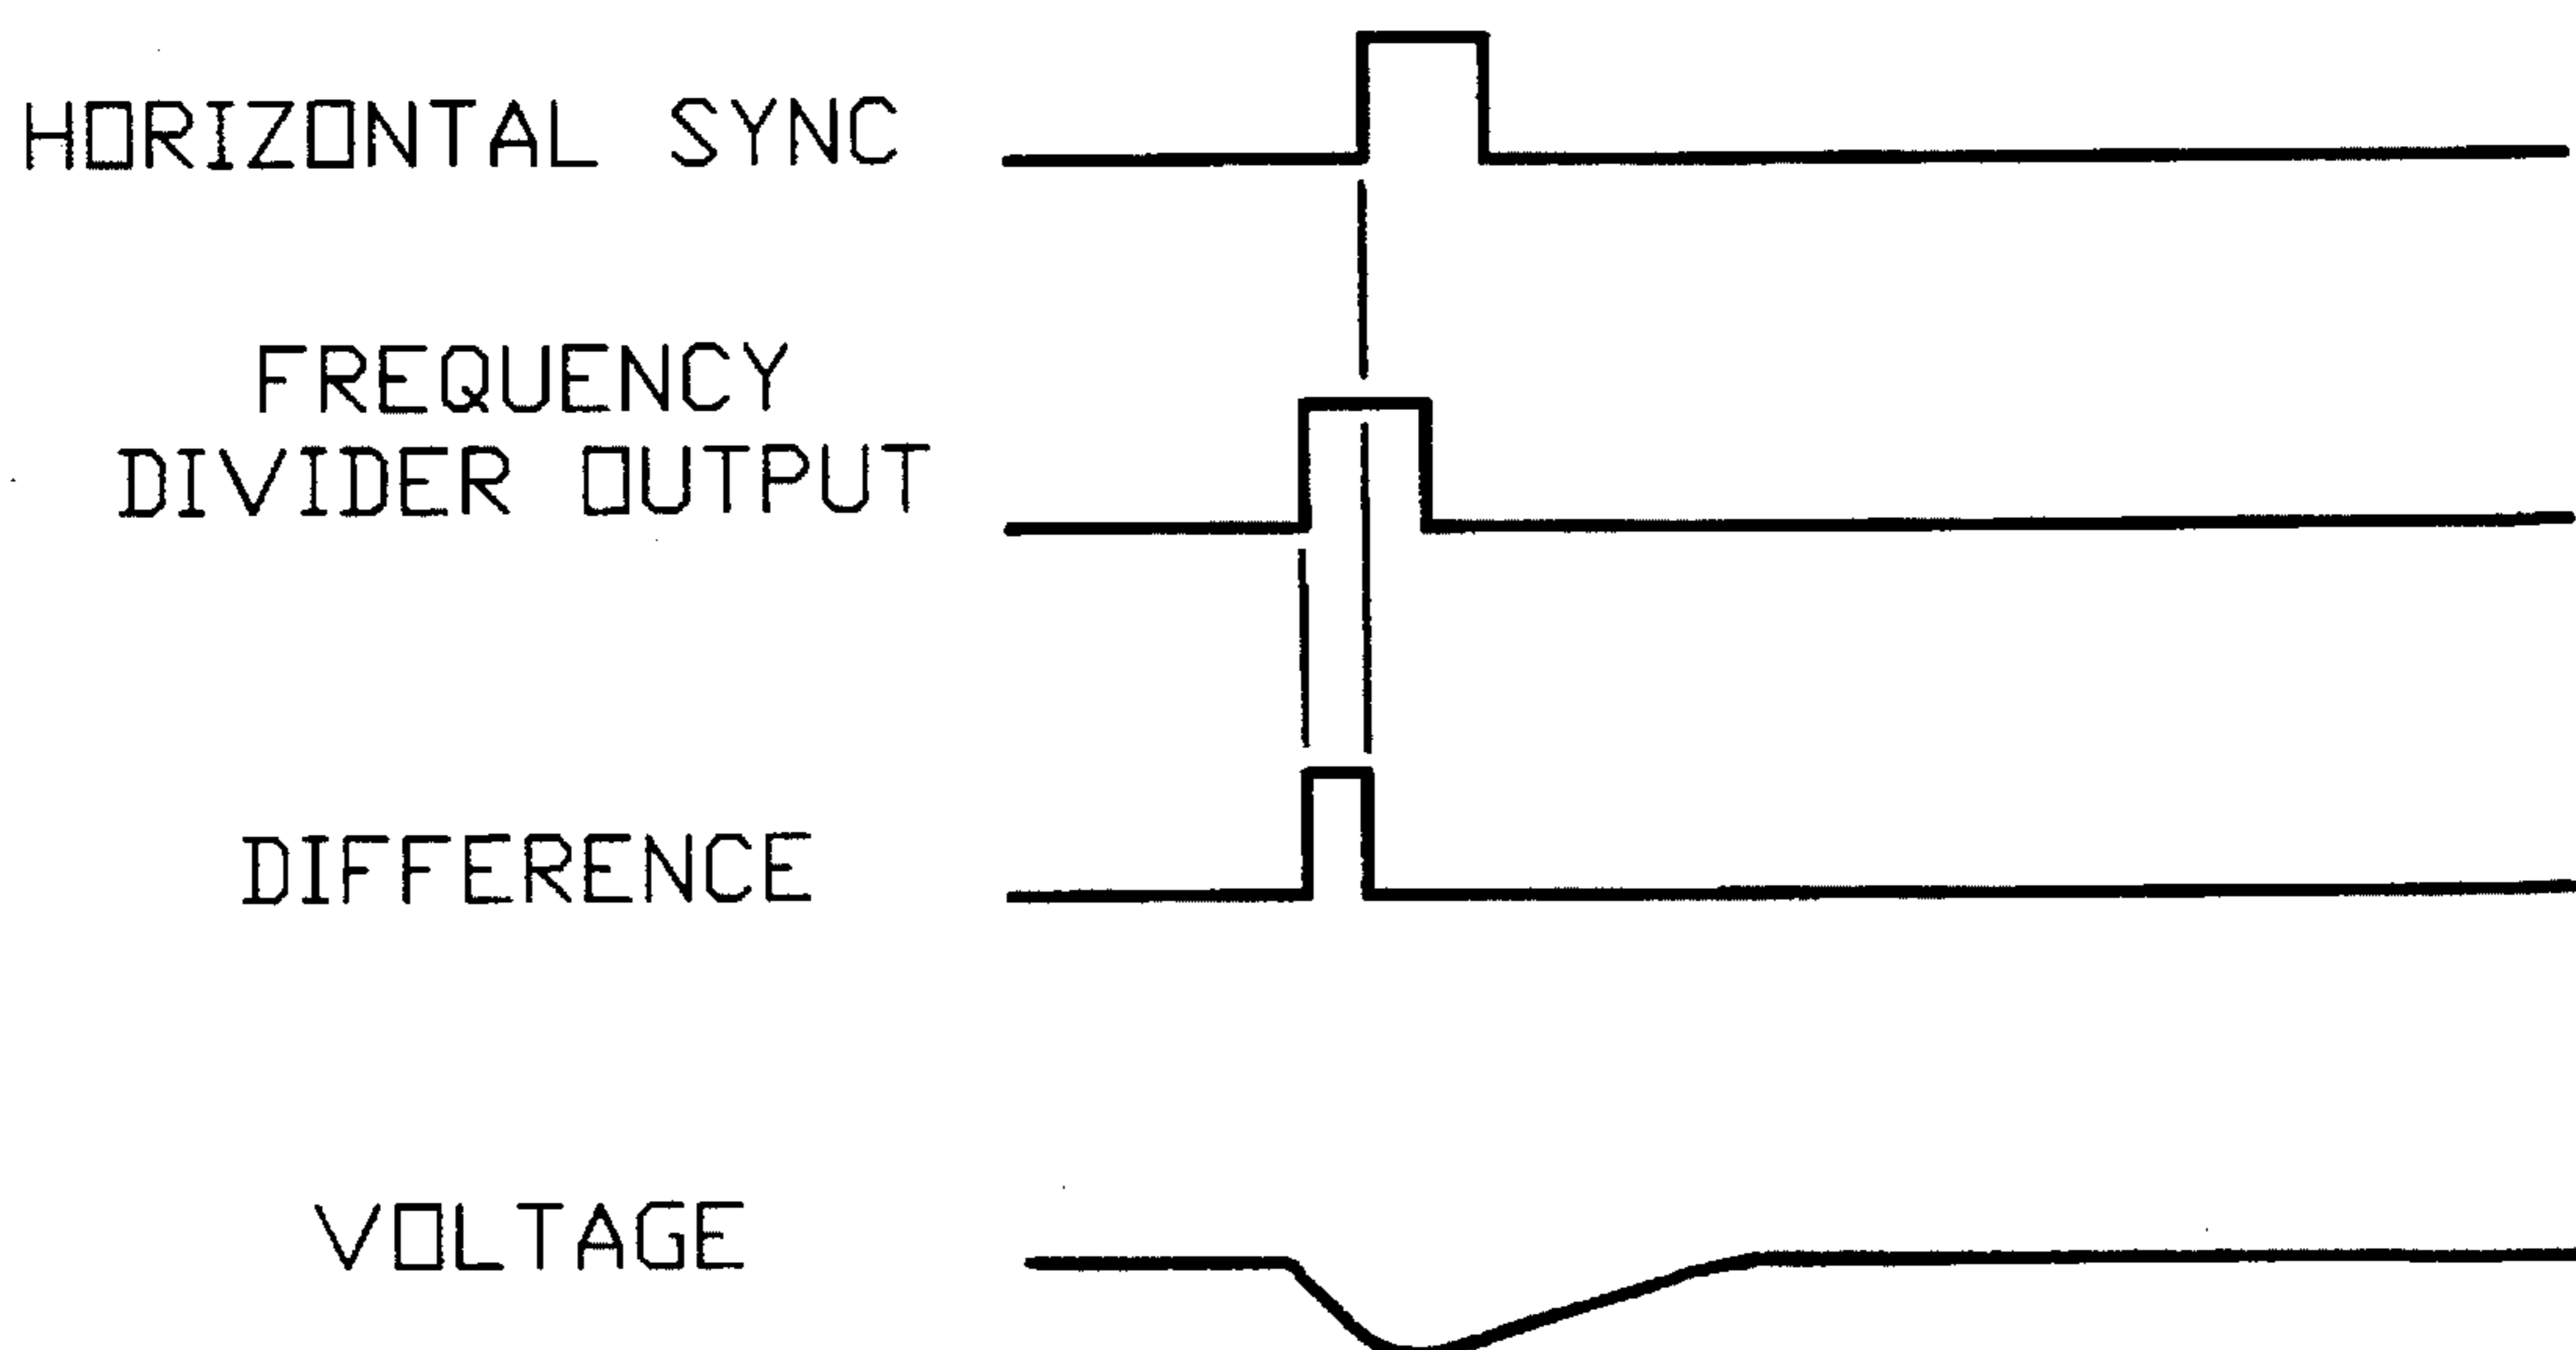 HORIZONTAL SYNC
FREQUENCY
DIVIDER OUTPUT
DIFFERENCE
VOLTAGE